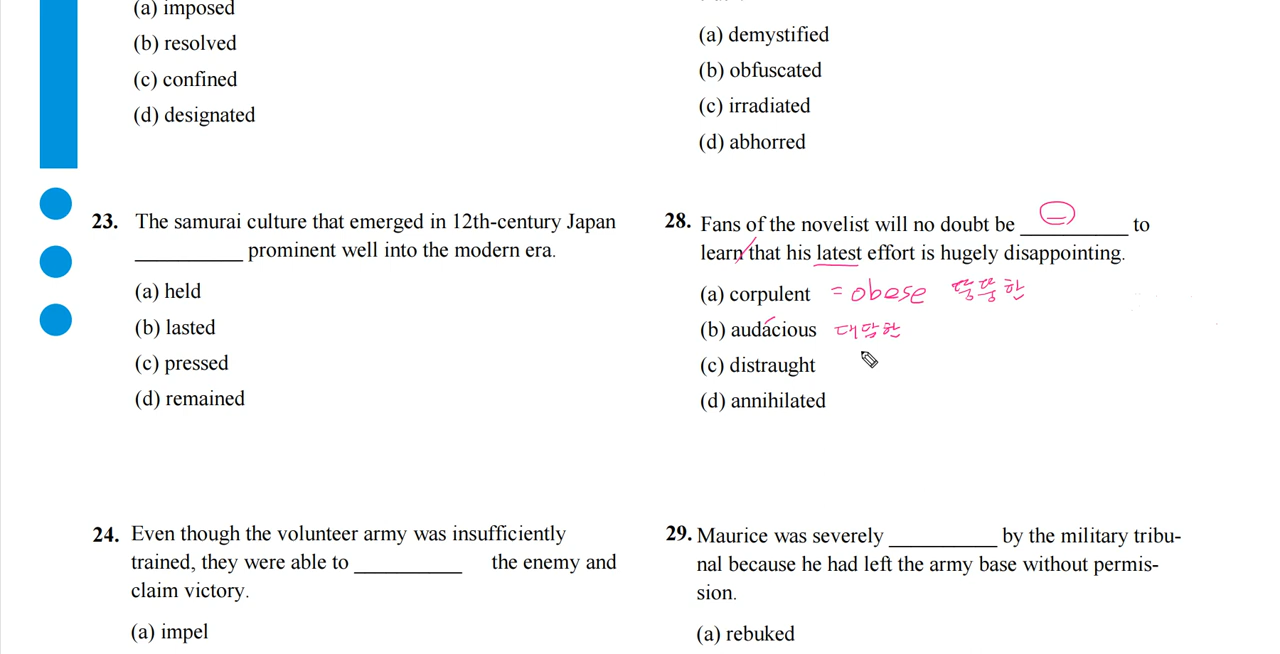 (a) imposed
(b) resolved
(c) confined
(d) designated
23. The samurai culture that emerged in 12th-century Japan
__________ prominent well into the modern era.
(a) held
(b) lasted
(c) pressed
(d) remained
24. Even though the volunteer army was insufficiently
trained, they were able to __________ the enemy and
claim victory.
(a) impel
(a) demystified
(b) obfuscated
(c) irradiated
(d) abhorred
28. Fans of the novelist will no doubt be __________ to
learn that his latest effort is hugely disappointing.
(a) corpulent = obese 뚱뚱한
(b) audacious 대담한
(c) distraught
(d) annihilated
29. Maurice was severely __________ by the military tribu-
nal because he had left the army base without permis-
sion.
(a) rebuked